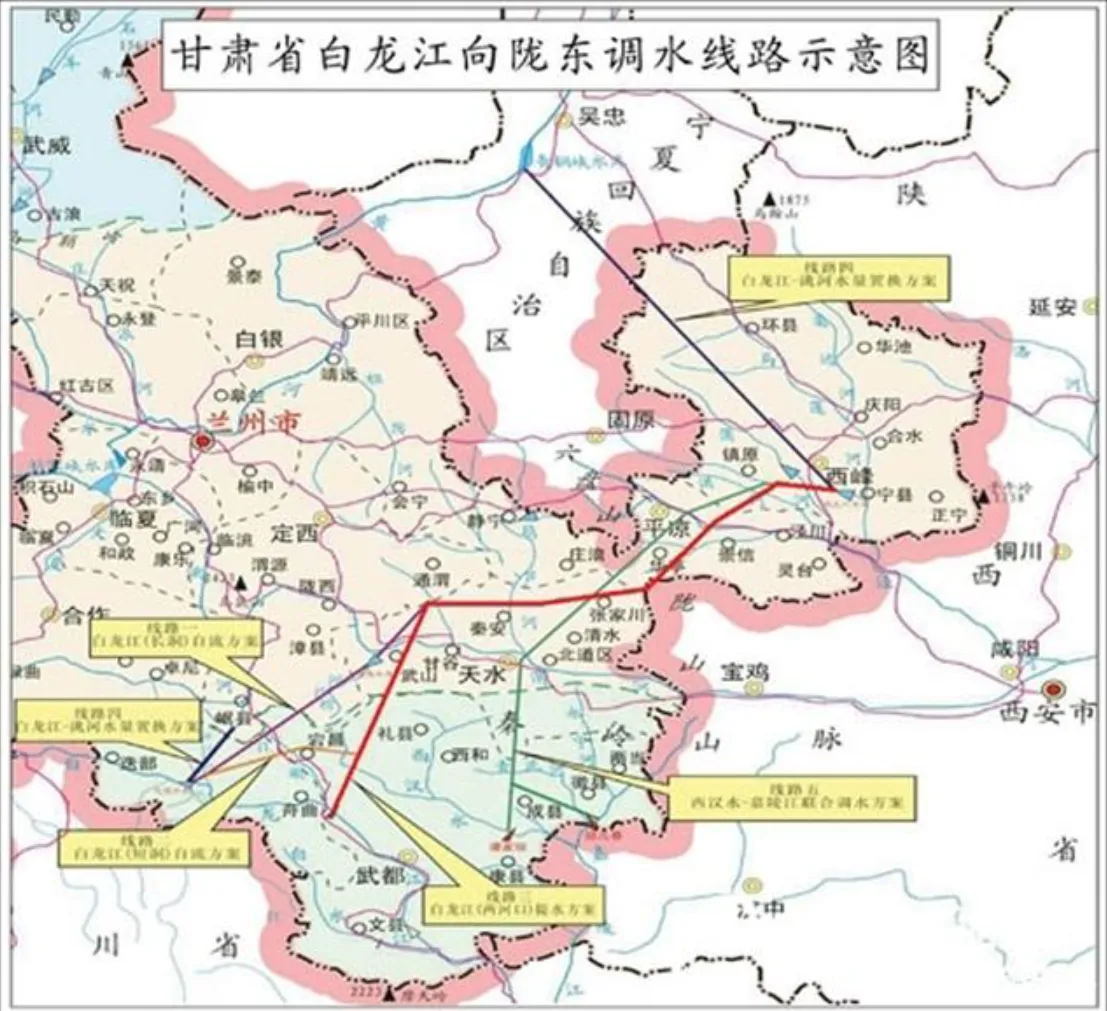 甘肃省白龙江向陇东调水线路示意图
民勤
武威
古浪
天祝
永登
景泰
白银
平川区
靖远
皋兰
红古区
兰州市
永靖
积石山
东乡
榆中
会宁
临夏
广河
和政
康乐
临洮
定西
渭源
陇西
通渭
静宁
庄浪
合作
漳县
武山
甘谷
秦安
天水
张家川
清水
北道区
卓尼
岷县
迭部
宕昌
舟曲
礼县
西和
成县
徽县
两当
康县
武都
文县
秦
岭
吴忠
宁
夏
回
族
自
治
区
固原
六
盘
山
陇
山
平凉
镇原
崇信
泾川
灵台
西峰
宁县
正宁
合水
庆阳
华池
环县
陕
西
省
延安
铜川
咸阳
西安市
宝鸡
山
脉
川
省
黄
河
1875
2223
线路四
白龙江-洮河水量置换方案
线路一
白龙江(长洞)自流方案
线路四
白龙江-洮河水量置换方案
白龙江(短洞)自流方案
线路三
白龙江(两河口)提水方案
线路五
西汉水-嘉陵江联合调水方案